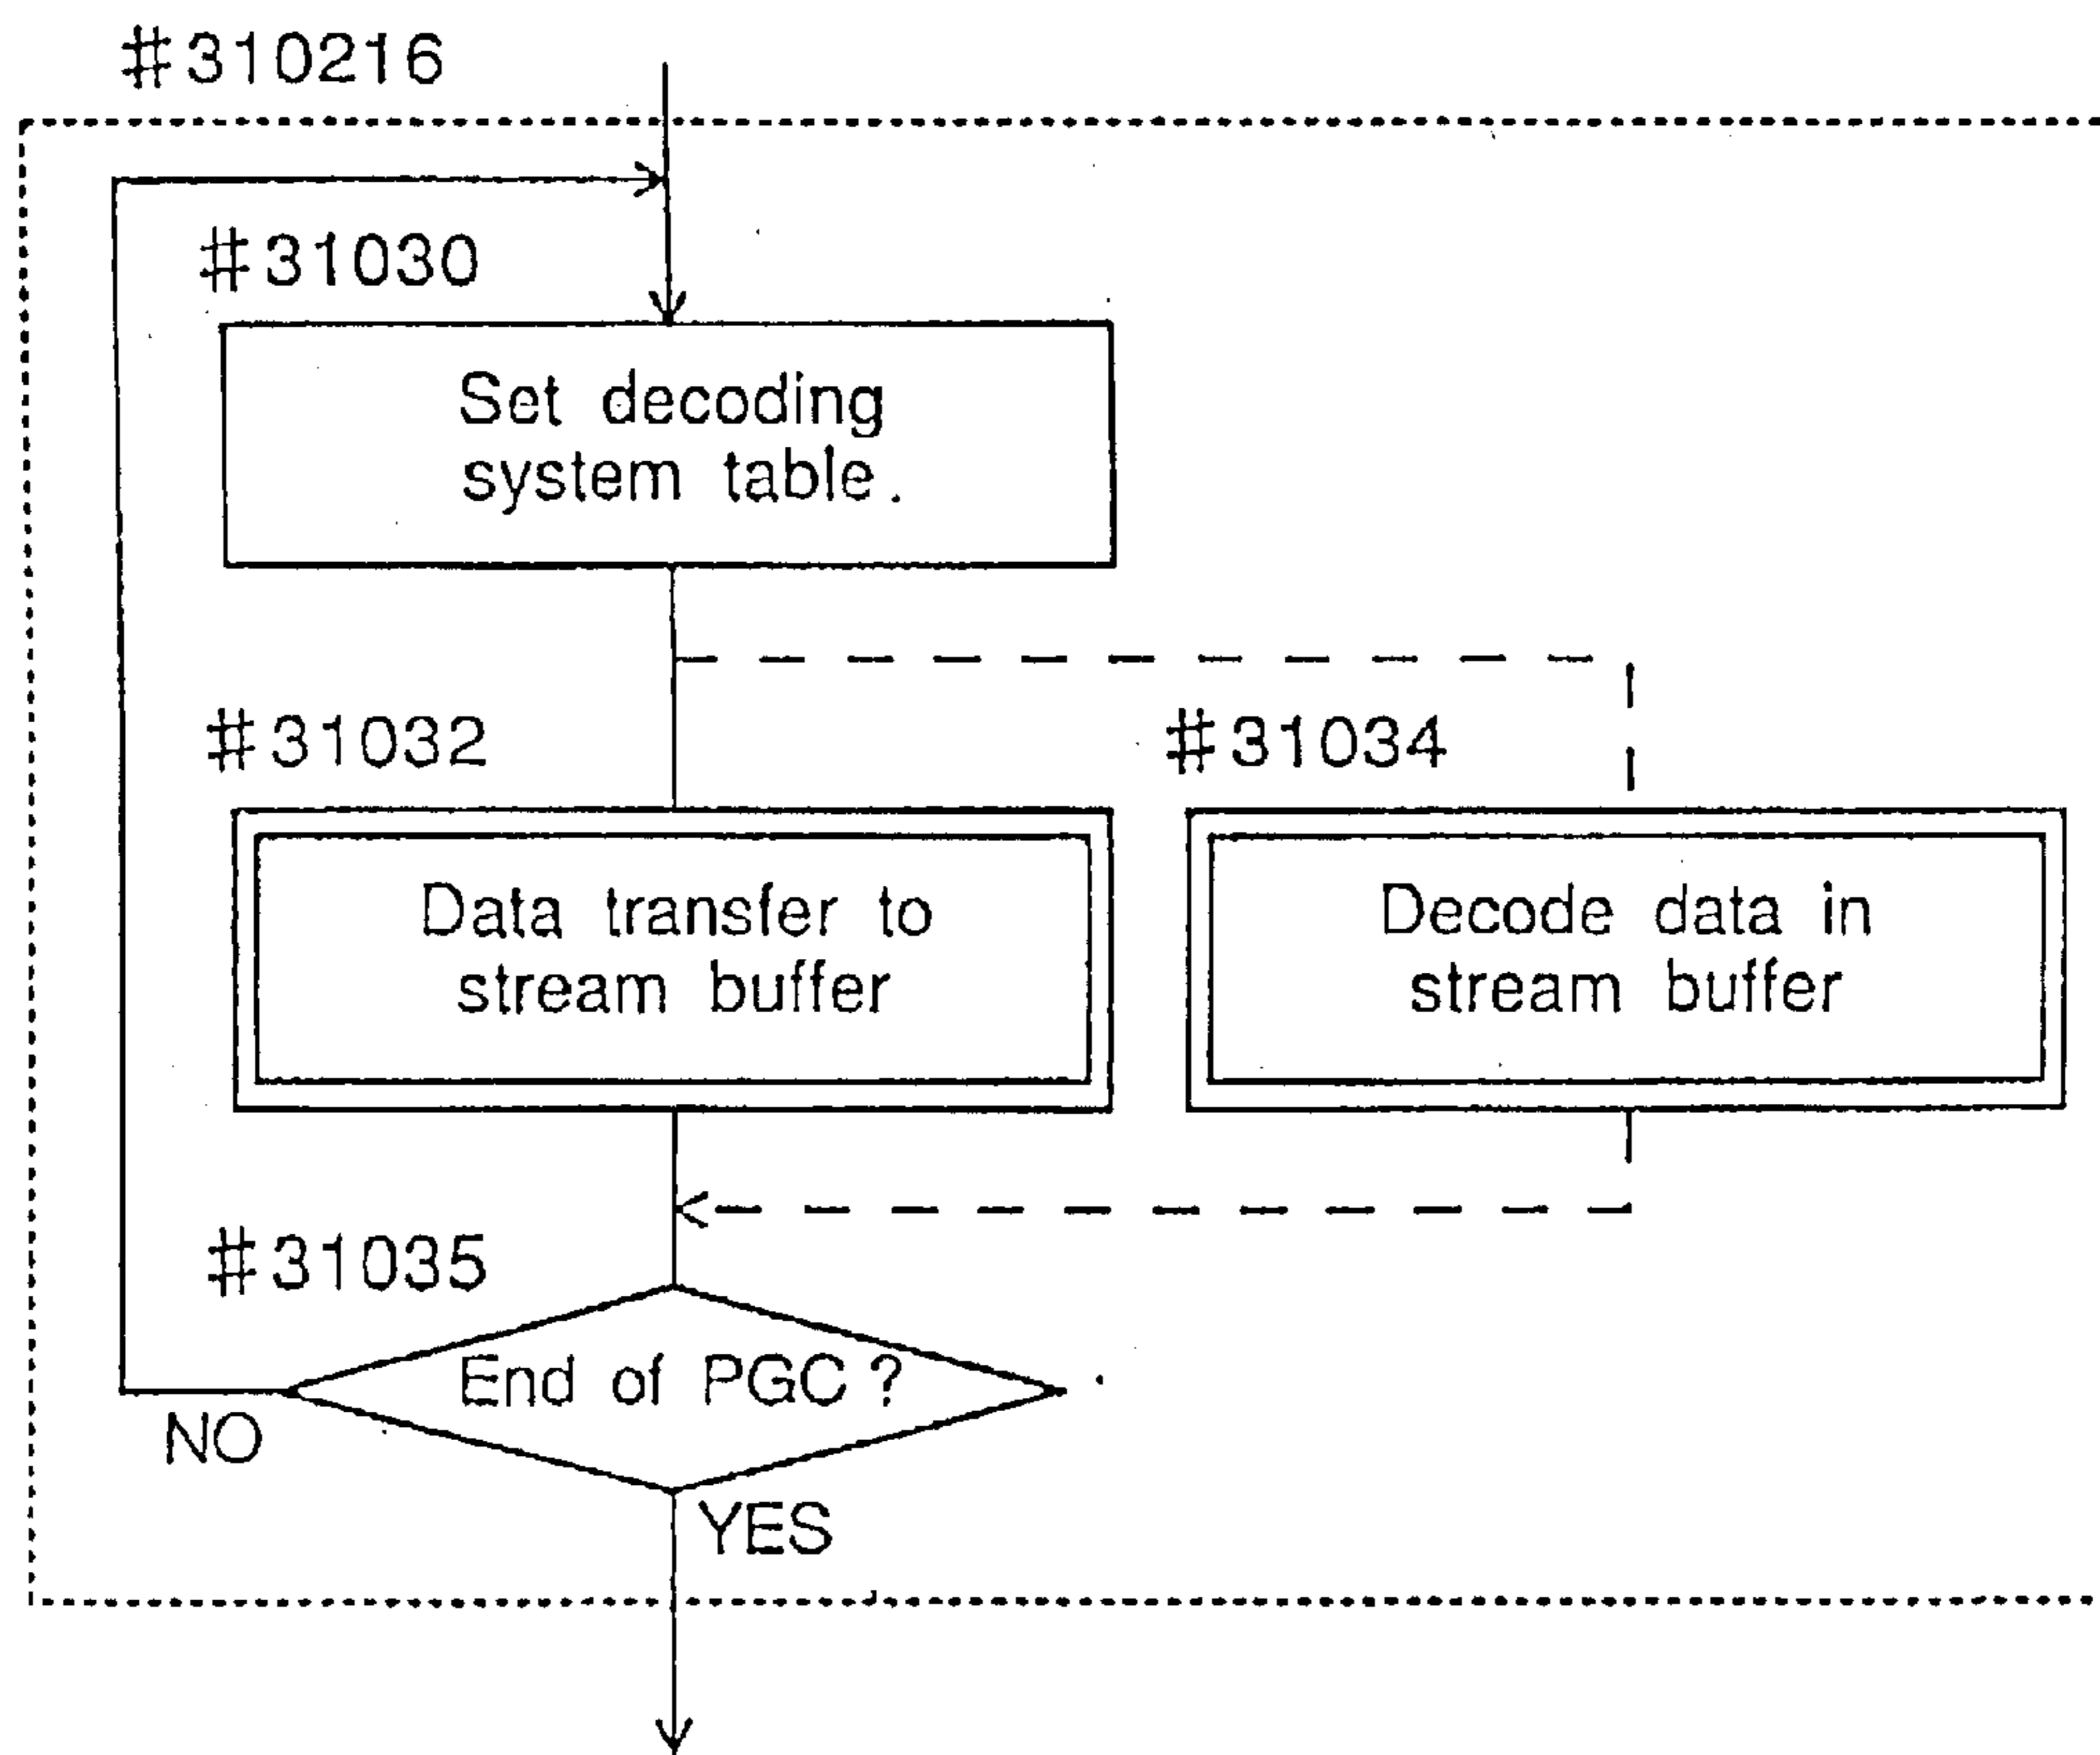 #310216
#31030
Set decoding
system table.
#31032
#31034
Data transfer to
stream buffer
Decode data in
stream buffer
#31035
End of PGC ?
NO
YES